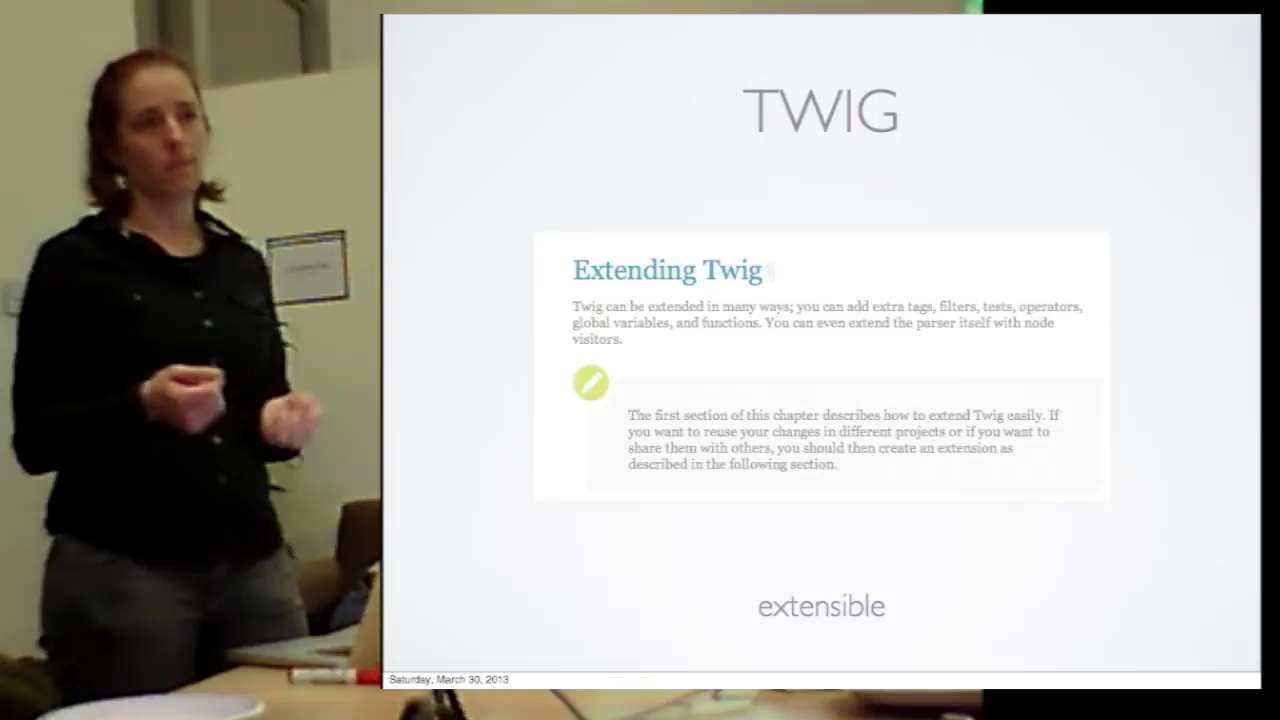 TWIG
Extending Twig¶
Twig can be extended in many ways; you can add extra tags, filters, tests, operators,
global variables, and functions. You can even extend the parser itself with node
visitors.
The first section of this chapter describes how to extend Twig easily. If
you want to reuse your changes in different projects or if you want to
share them with others, you should then create an extension as
described in the following section.
extensible
Saturday, March 30, 2013